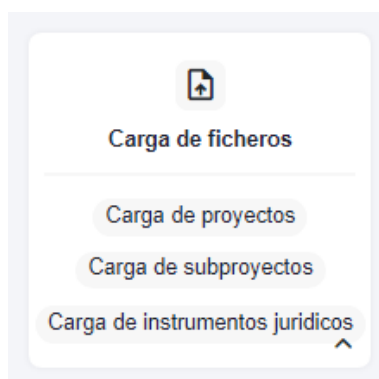 Carga de ficheros
Carga de proyectos
Carga de subproyectos
Carga de instrumentos juridicos